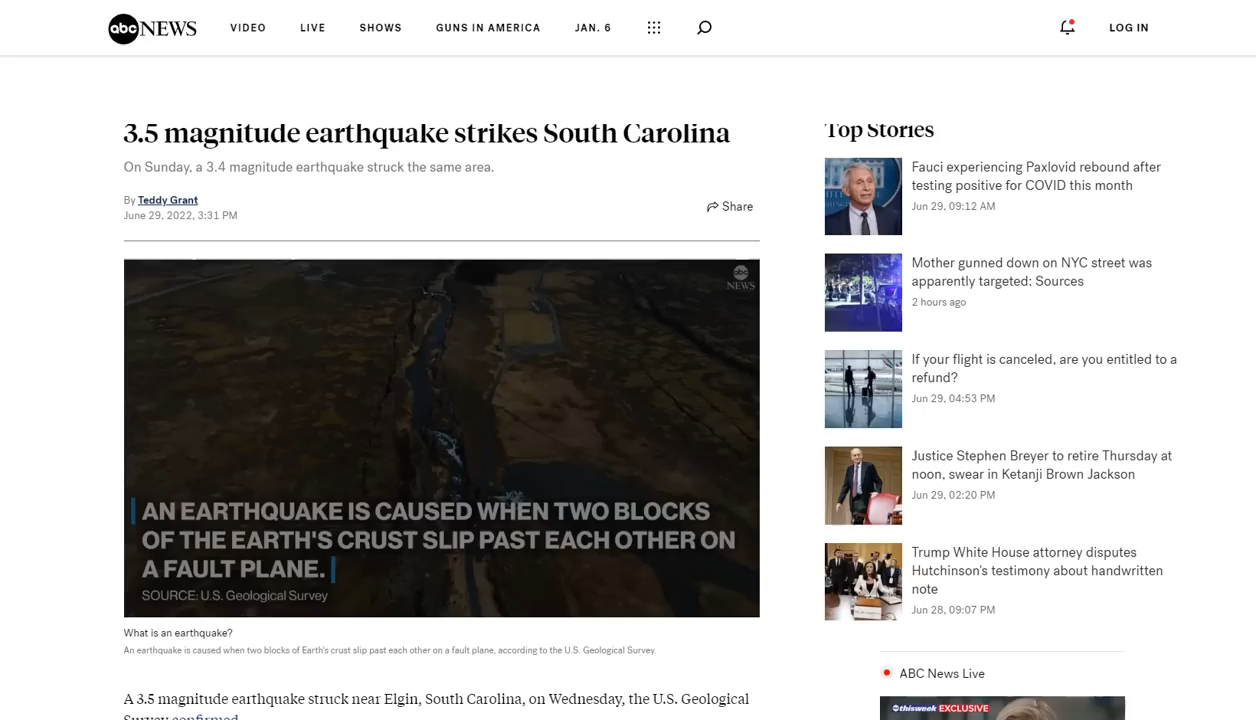 abc NEWS VIDEO LIVE SHOWS GUNS IN AMERICA JAN. 6 LOG IN
3.5 magnitude earthquake strikes South Carolina
On Sunday, a 3.4 magnitude earthquake struck the same area.
By Teddy Grant
June 29, 2022, 3:31 PM
Share
abc
NEWS
AN EARTHQUAKE IS CAUSED WHEN TWO BLOCKS
OF THE EARTH'S CRUST SLIP PAST EACH OTHER ON
A FAULT PLANE.
SOURCE: U.S. Geological Survey
What is an earthquake?
An earthquake is caused when two blocks of Earth's crust slip past each other on a fault plane, according to the U.S. Geological Survey.
A 3.5 magnitude earthquake struck near Elgin, South Carolina, on Wednesday, the U.S. Geological
Survey confirmed.
Top Stories
Fauci experiencing Paxlovid rebound after
testing positive for COVID this month
Jun 29, 09:12 AM
Mother gunned down on NYC street was
apparently targeted: Sources
2 hours ago
If your flight is canceled, are you entitled to a
refund?
Jun 29, 04:53 PM
Justice Stephen Breyer to retire Thursday at
noon, swear in Ketanji Brown Jackson
Jun 29, 02:20 PM
Trump White House attorney disputes
Hutchinson's testimony about handwritten
note
Jun 28, 09:07 PM
ABC News Live
thisweek EXCLUSIVE